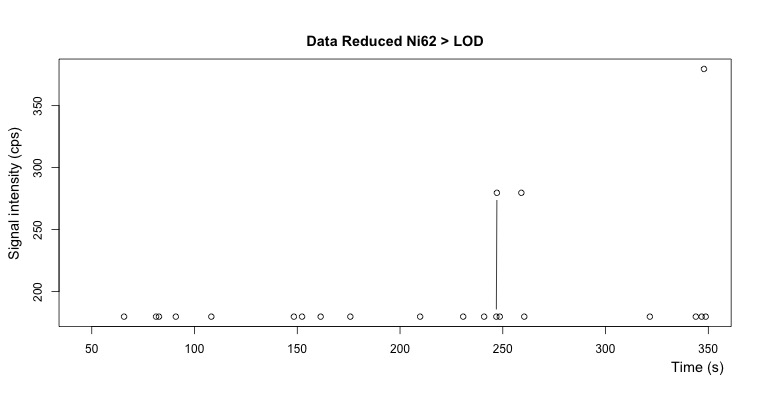 Data Reduced Ni62 > LOD
Signal intensity (cps)
350
300
250
200
50 100 150 200 250 300 350
Time (s)